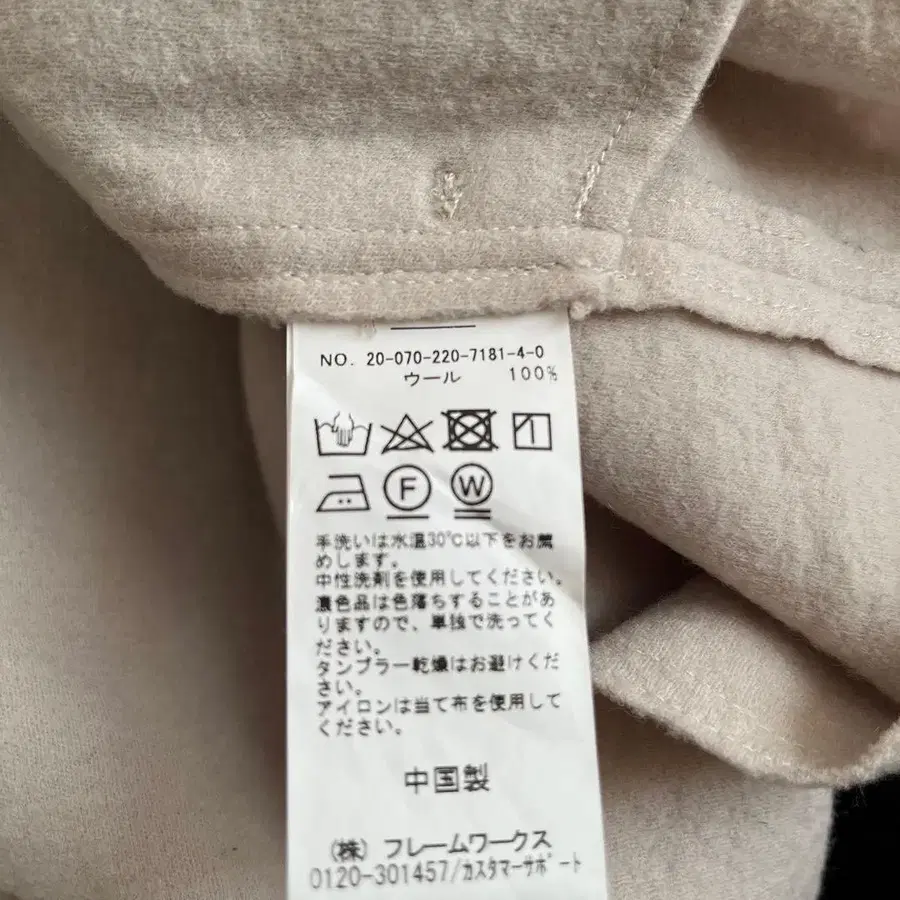 NO. 20-070-220-7181-4-0
ウール 100%
F W
手洗いは水温30℃以下をお薦
めします。
中性洗剤を使用してください。
濃色品は色落ちすることがあ
りますので、単独で洗ってく
ださい。
タンブラー乾燥はお避けくだ
さい。
アイロンは当て布を使用して
ください。
中国製
(株) フレームワークス
0120-301457/カスタマーサポート